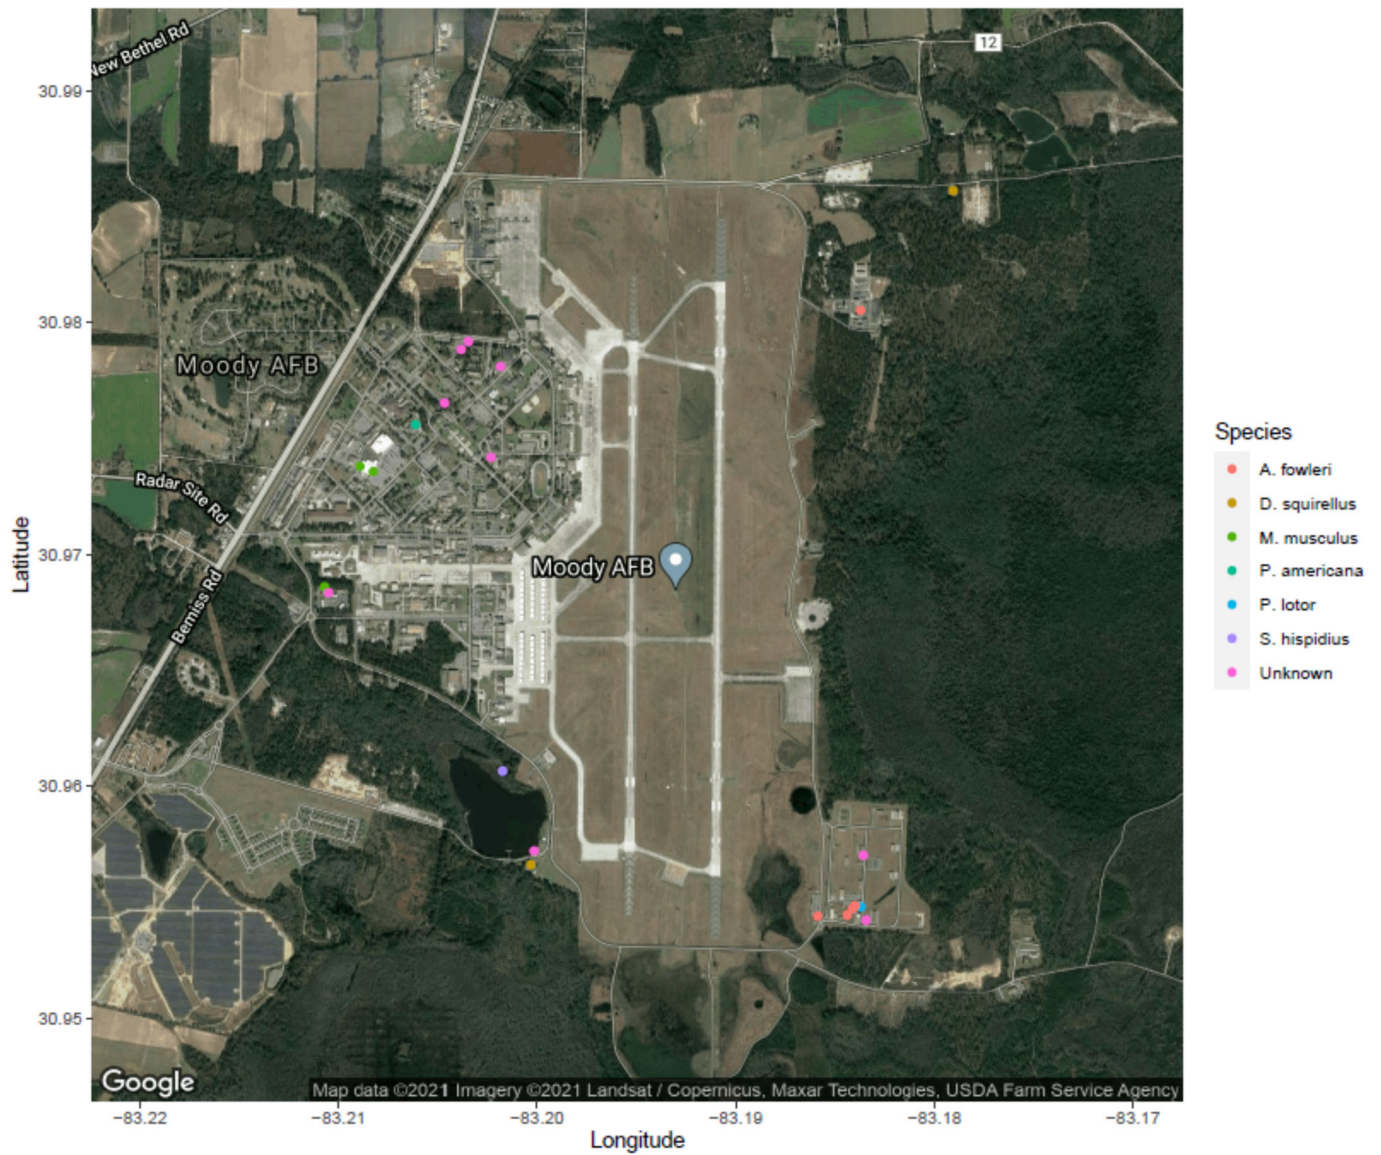 New Bethel Rd
12
30.99
30.98
Moody AFB
Radar Site Rd
30.97
Moody AFB
Bemiss Rd
Latitude
30.96
30.95
Google
Map data ©2021 Imagery ©2021 Landsat / Copernicus, Maxar Technologies, USDA Farm Service Agency
−83.22
−83.21
−83.20
−83.19
−83.18
−83.17
Longitude
Species
A. fowleri
D. squirellus
M. musculus
P. americana
P. lotor
S. hispidius
Unknown